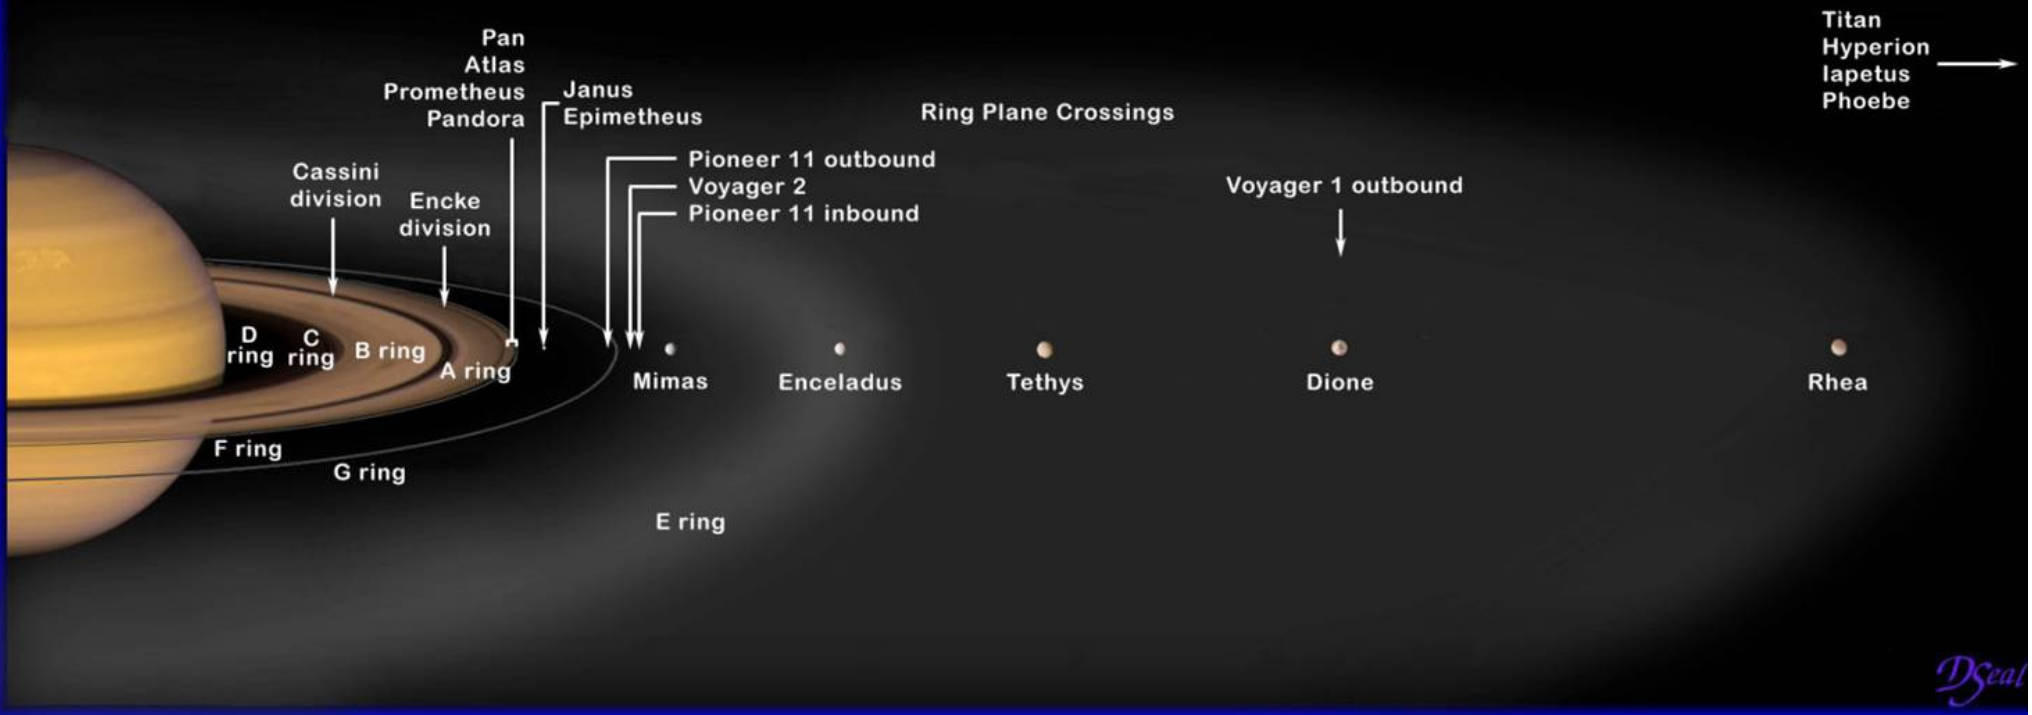 Titan
Hyperion
Iapetus
Phoebe
Pan
Atlas
Prometheus
Pandora
Janus
Epimetheus
Ring Plane Crossings
Pioneer 11 outbound
Voyager 2
Pioneer 11 inbound
Voyager 1 outbound
Cassini
division
Encke
division
D
ring
C
ring
B ring
A ring
Mimas
Enceladus
Tethys
Dione
Rhea
F ring
G ring
E ring
DSeal